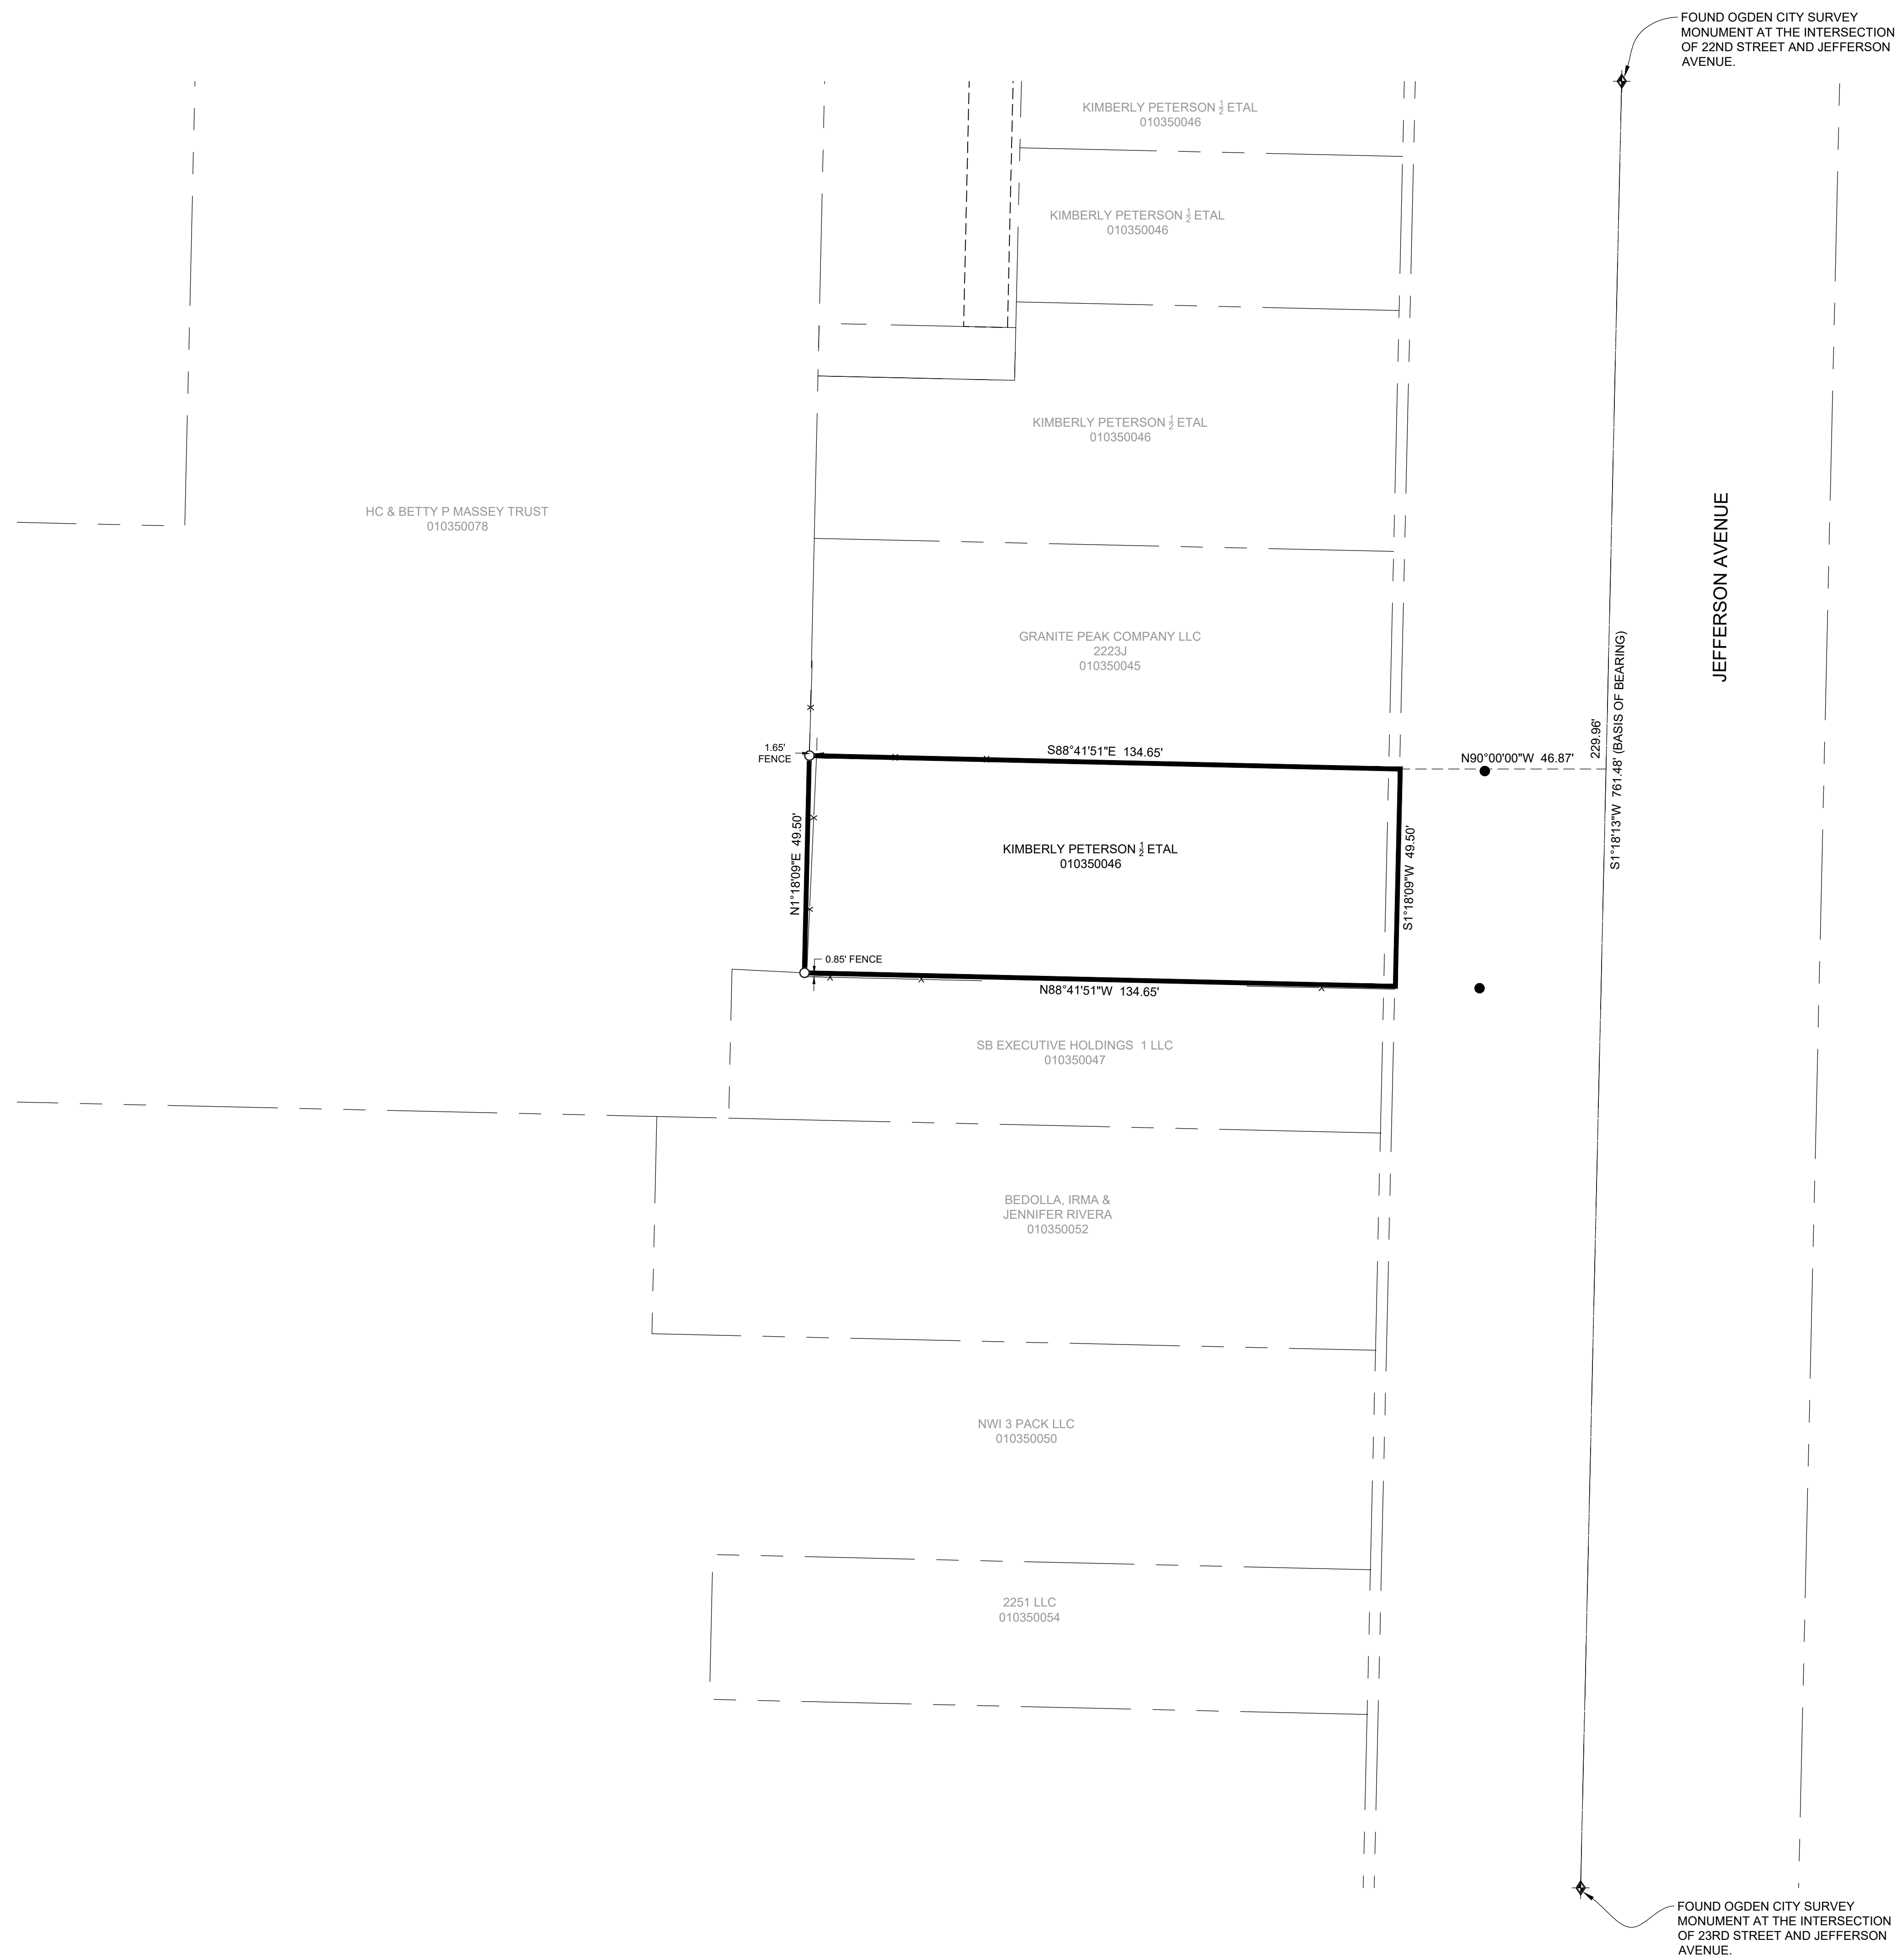 FOUND OGDEN CITY SURVEY
MONUMENT AT THE INTERSECTION
OF 22ND STREET AND JEFFERSON
AVENUE.
KIMBERLY PETERSON ½ ETAL
010350046
KIMBERLY PETERSON ½ ETAL
010350046
KIMBERLY PETERSON ½ ETAL
010350046
HC & BETTY P MASSEY TRUST
010350078
JEFFERSON AVENUE
GRANITE PEAK COMPANY LLC
2223J
010350045
229.96'
S1°18'13"W 761.48' (BASIS OF BEARING)
1.65'
FENCE
S88°41'51"E 134.65'
N90°00'00"W 46.87'
N1°18'09"E 49.50'
KIMBERLY PETERSON ½ ETAL
010350046
S1°18'09"W 49.50'
0.85' FENCE
N88°41'51"W 134.65'
SB EXECUTIVE HOLDINGS 1 LLC
010350047
BEDOLLA, IRMA &
JENNIFER RIVERA
010350052
NWI 3 PACK LLC
010350050
2251 LLC
010350054
FOUND OGDEN CITY SURVEY
MONUMENT AT THE INTERSECTION
OF 23RD STREET AND JEFFERSON
AVENUE.